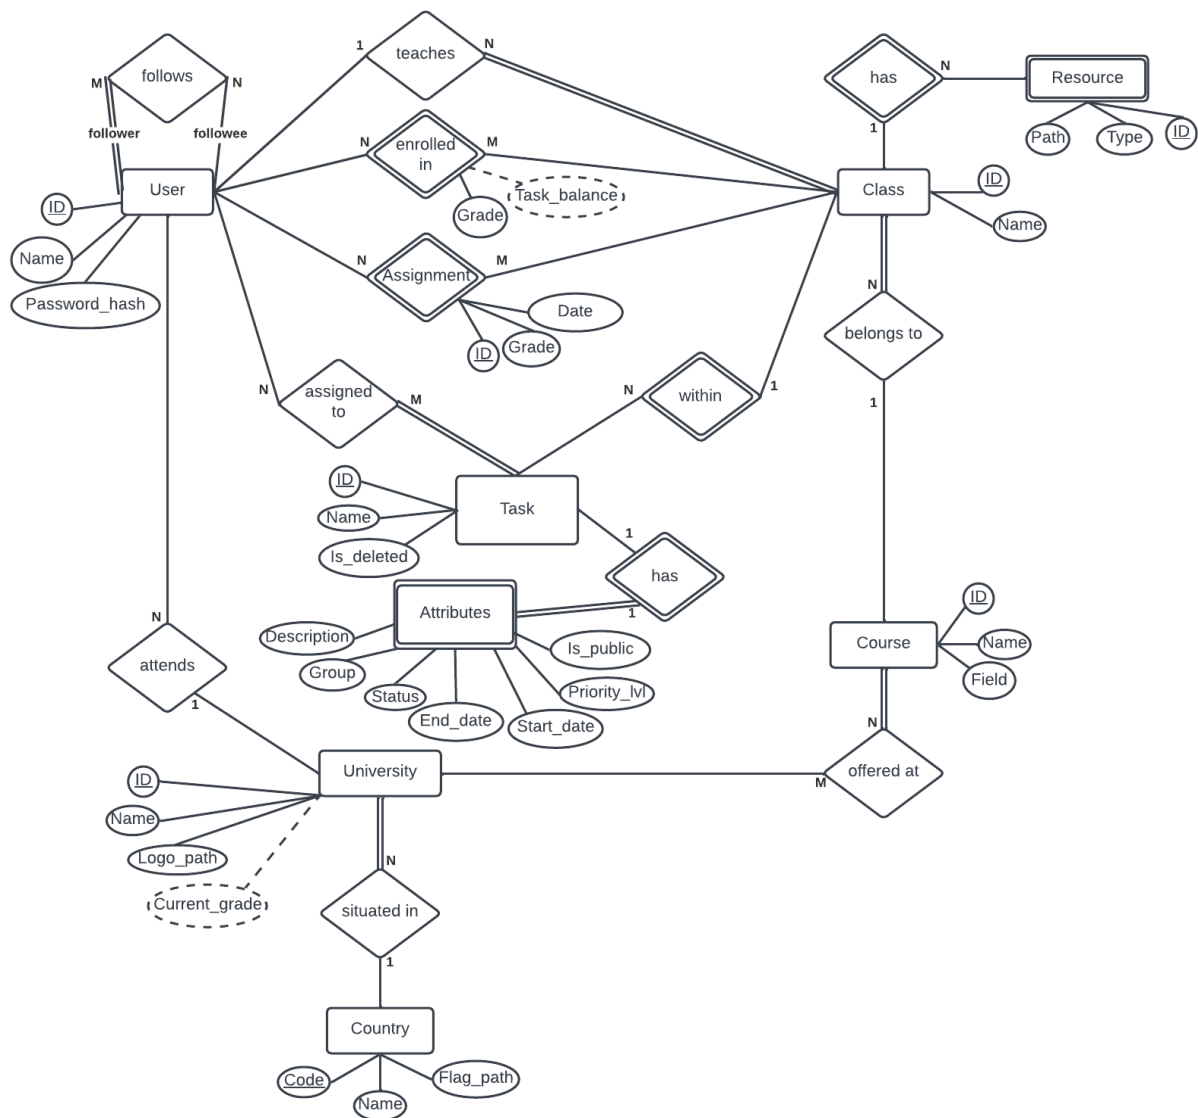 teaches
1
N
follows
M
N
follower
followee
has
N
1
Resource
Path
Type
ID
enrolled
in
N
M
Task_balance
Grade
User
ID
Name
Password_hash
Class
ID
Name
Assignment
N
M
Date
Grade
ID
N
belongs to
1
assigned
to
N
M
within
N
1
Task
ID
Name
Is_deleted
1
has
1
Attributes
Description
Group
Status
End_date
Start_date
Priority_lvl
Is_public
Course
ID
Name
Field
N
attends
1
N
offered at
M
University
ID
Name
Logo_path
Current_grade
N
situated in
1
Country
Code
Name
Flag_path